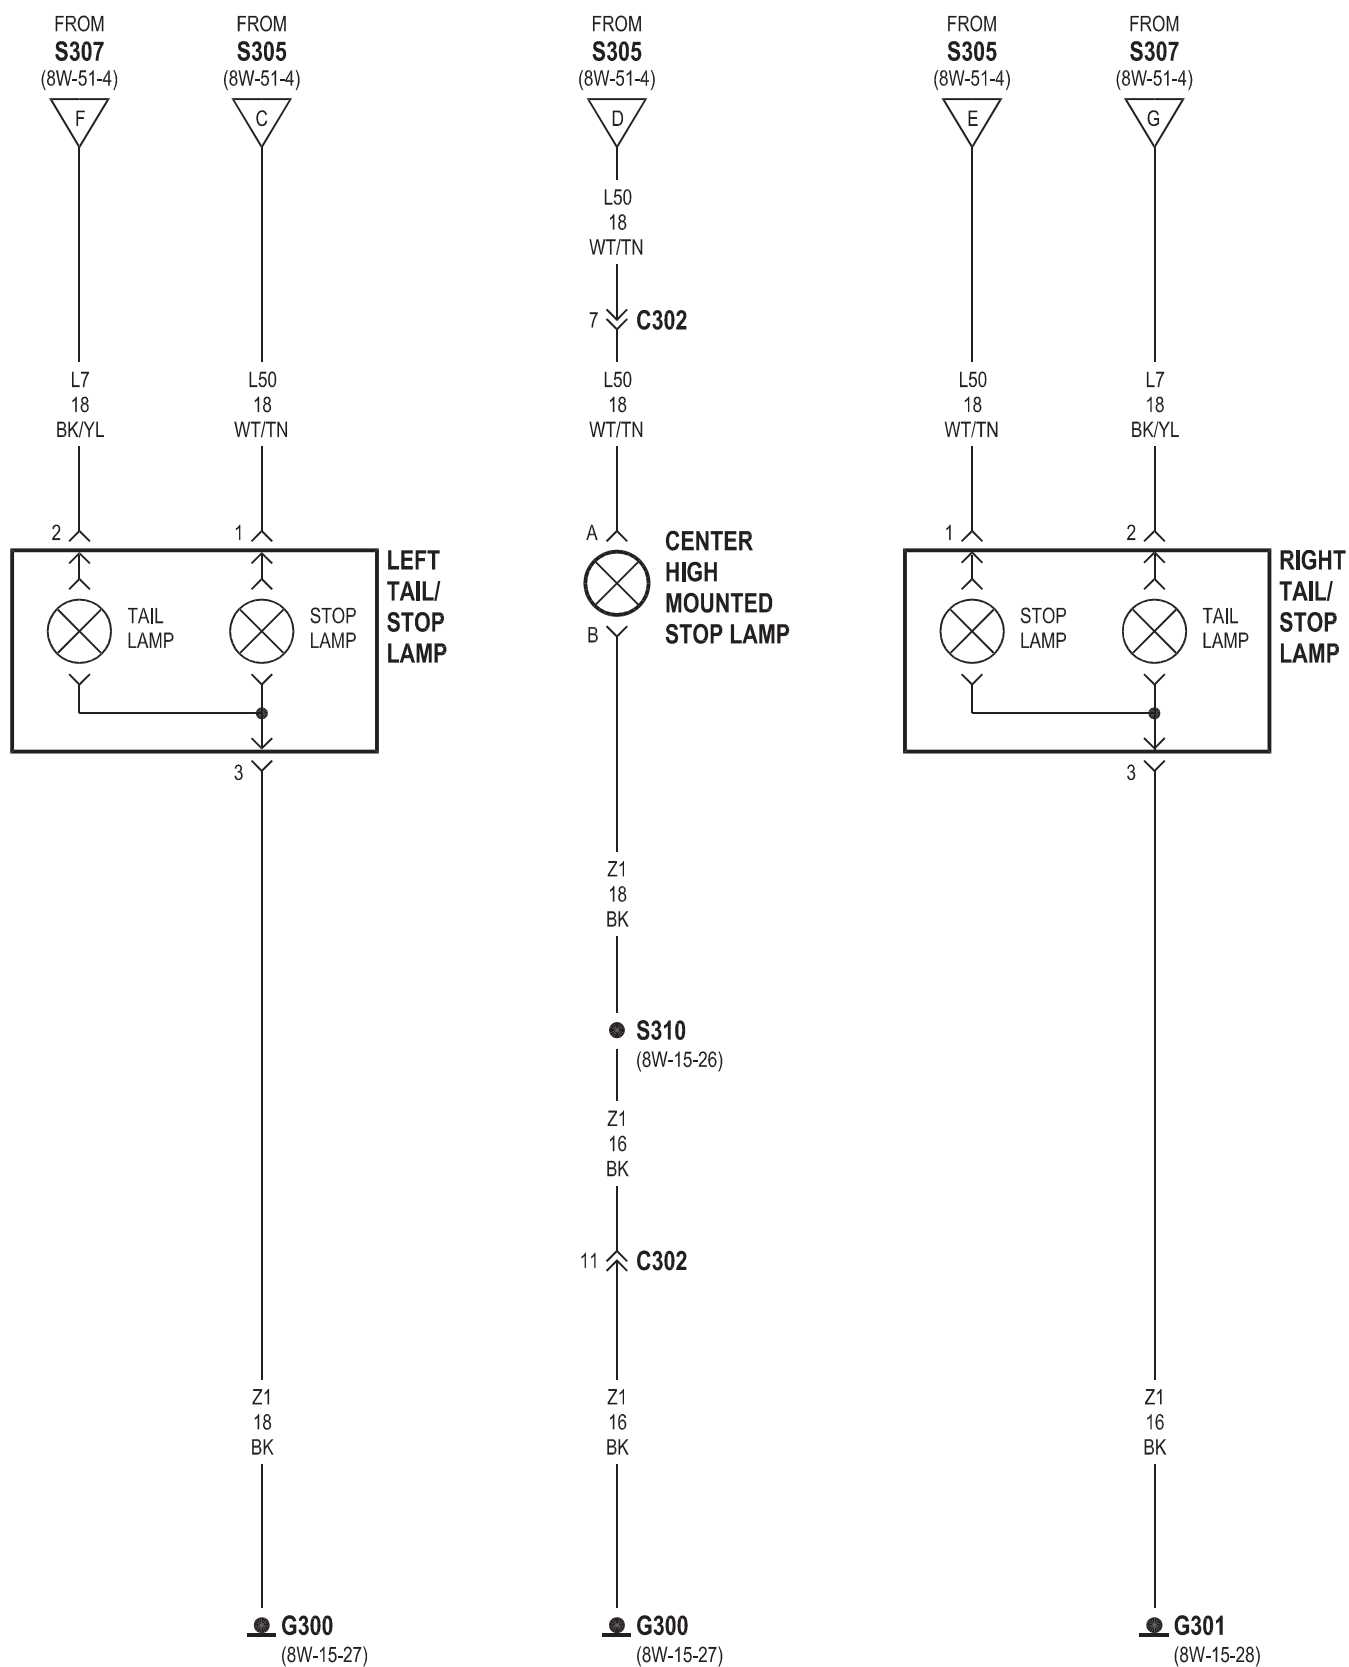 FROM
S307
(8W-51-4)
F
FROM
S305
(8W-51-4)
C
FROM
S305
(8W-51-4)
D
FROM
S305
(8W-51-4)
E
FROM
S307
(8W-51-4)
G
L50
18
WT/TN
7
C302
L7
18
BK/YL
L50
18
WT/TN
L50
18
WT/TN
L50
18
WT/TN
L7
18
BK/YL
2
1
A
1
2
TAIL
LAMP
STOP
LAMP
LEFT
TAIL/
STOP
LAMP
CENTER
HIGH
MOUNTED
STOP LAMP
B
STOP
LAMP
TAIL
LAMP
RIGHT
TAIL/
STOP
LAMP
3
3
Z1
18
BK
S310
(8W-15-26)
Z1
16
BK
11
C302
Z1
18
BK
Z1
16
BK
Z1
16
BK
G300
(8W-15-27)
G300
(8W-15-27)
G301
(8W-15-28)